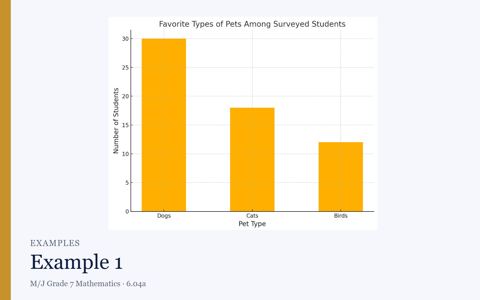 Favorite Types of Pets Among Surveyed Students
Number of Students
30
25
20
15
10
5
0
Dogs Cats Birds
Pet Type
EXAMPLES
Example 1
M/J Grade 7 Mathematics · 6.04a